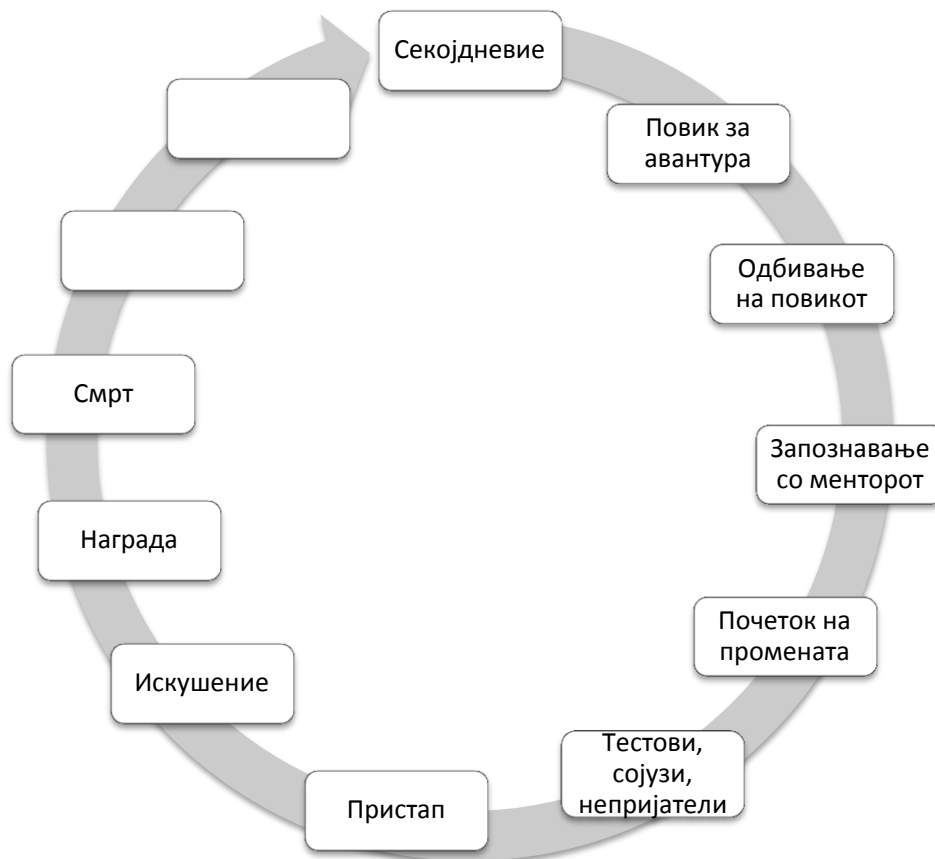 Секојдневие
Повик за
авантура
Одбивање
на повикот
Запознавање
со менторот
Почеток на
промената
Тестови,
сојузи,
непријатели
Пристап
Искушение
Награда
Смрт